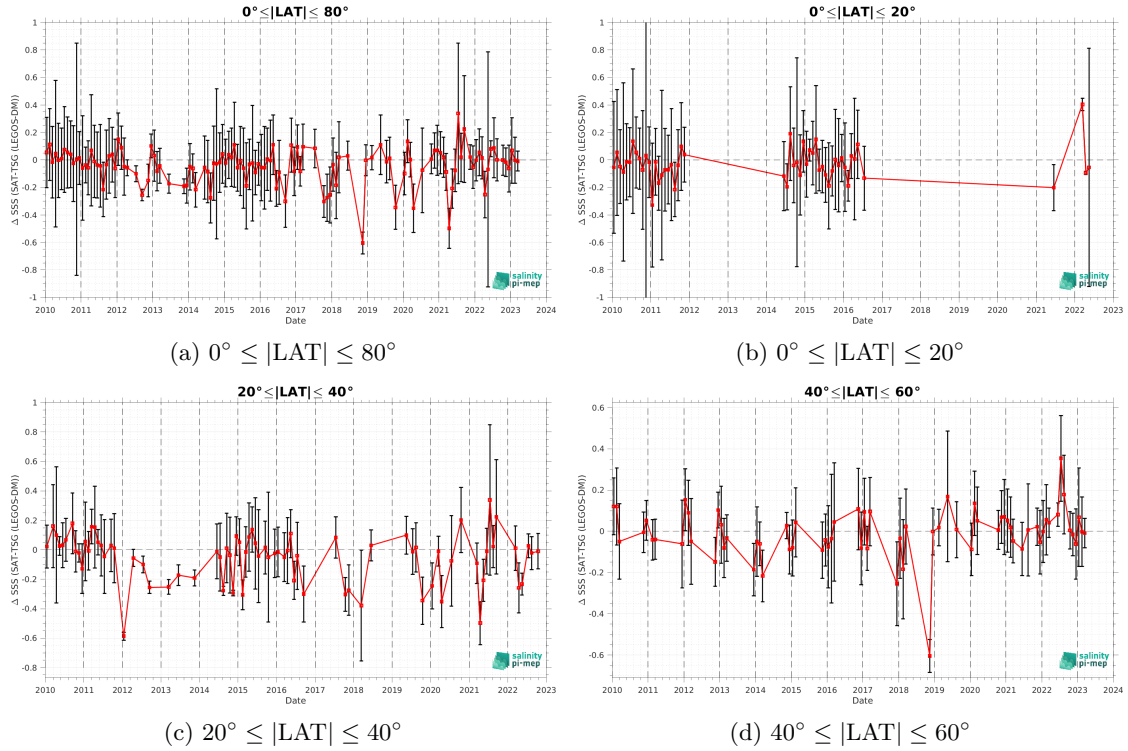 0°≤|LAT|≤ 80°
Δ SSS (SAT-TSG (LEGOS-DM))
1
0.8
0.6
0.4
0.2
0
-0.2
-0.4
-0.6
-0.8
-1
2010 2011 2012 2013 2014 2015 2016 2017 2018 2019 2020 2021 2022 2023 2024
Date
salinity
pi-mep
(a) 0° ≤ |LAT| ≤ 80°
0°≤|LAT|≤ 20°
Δ SSS (SAT-TSG (LEGOS-DM))
1
0.8
0.6
0.4
0.2
0
-0.2
-0.4
-0.6
-0.8
-1
2010 2011 2012 2013 2014 2015 2016 2017 2018 2019 2020 2021 2022 2023
Date
salinity
pi-mep
(b) 0° ≤ |LAT| ≤ 20°
20°≤|LAT|≤ 40°
Δ SSS (SAT-TSG (LEGOS-DM))
1
0.8
0.6
0.4
0.2
0
-0.2
-0.4
-0.6
-0.8
2010 2011 2012 2013 2014 2015 2016 2017 2018 2019 2020 2021 2022 2023
Date
salinity
pi-mep
(c) 20° ≤ |LAT| ≤ 40°
40°≤|LAT|≤ 60°
Δ SSS (SAT-TSG (LEGOS-DM))
0.6
0.4
0.2
0
-0.2
-0.4
-0.6
2010 2011 2012 2013 2014 2015 2016 2017 2018 2019 2020 2021 2022 2023 2024
Date
salinity
pi-mep
(d) 40° ≤ |LAT| ≤ 60°